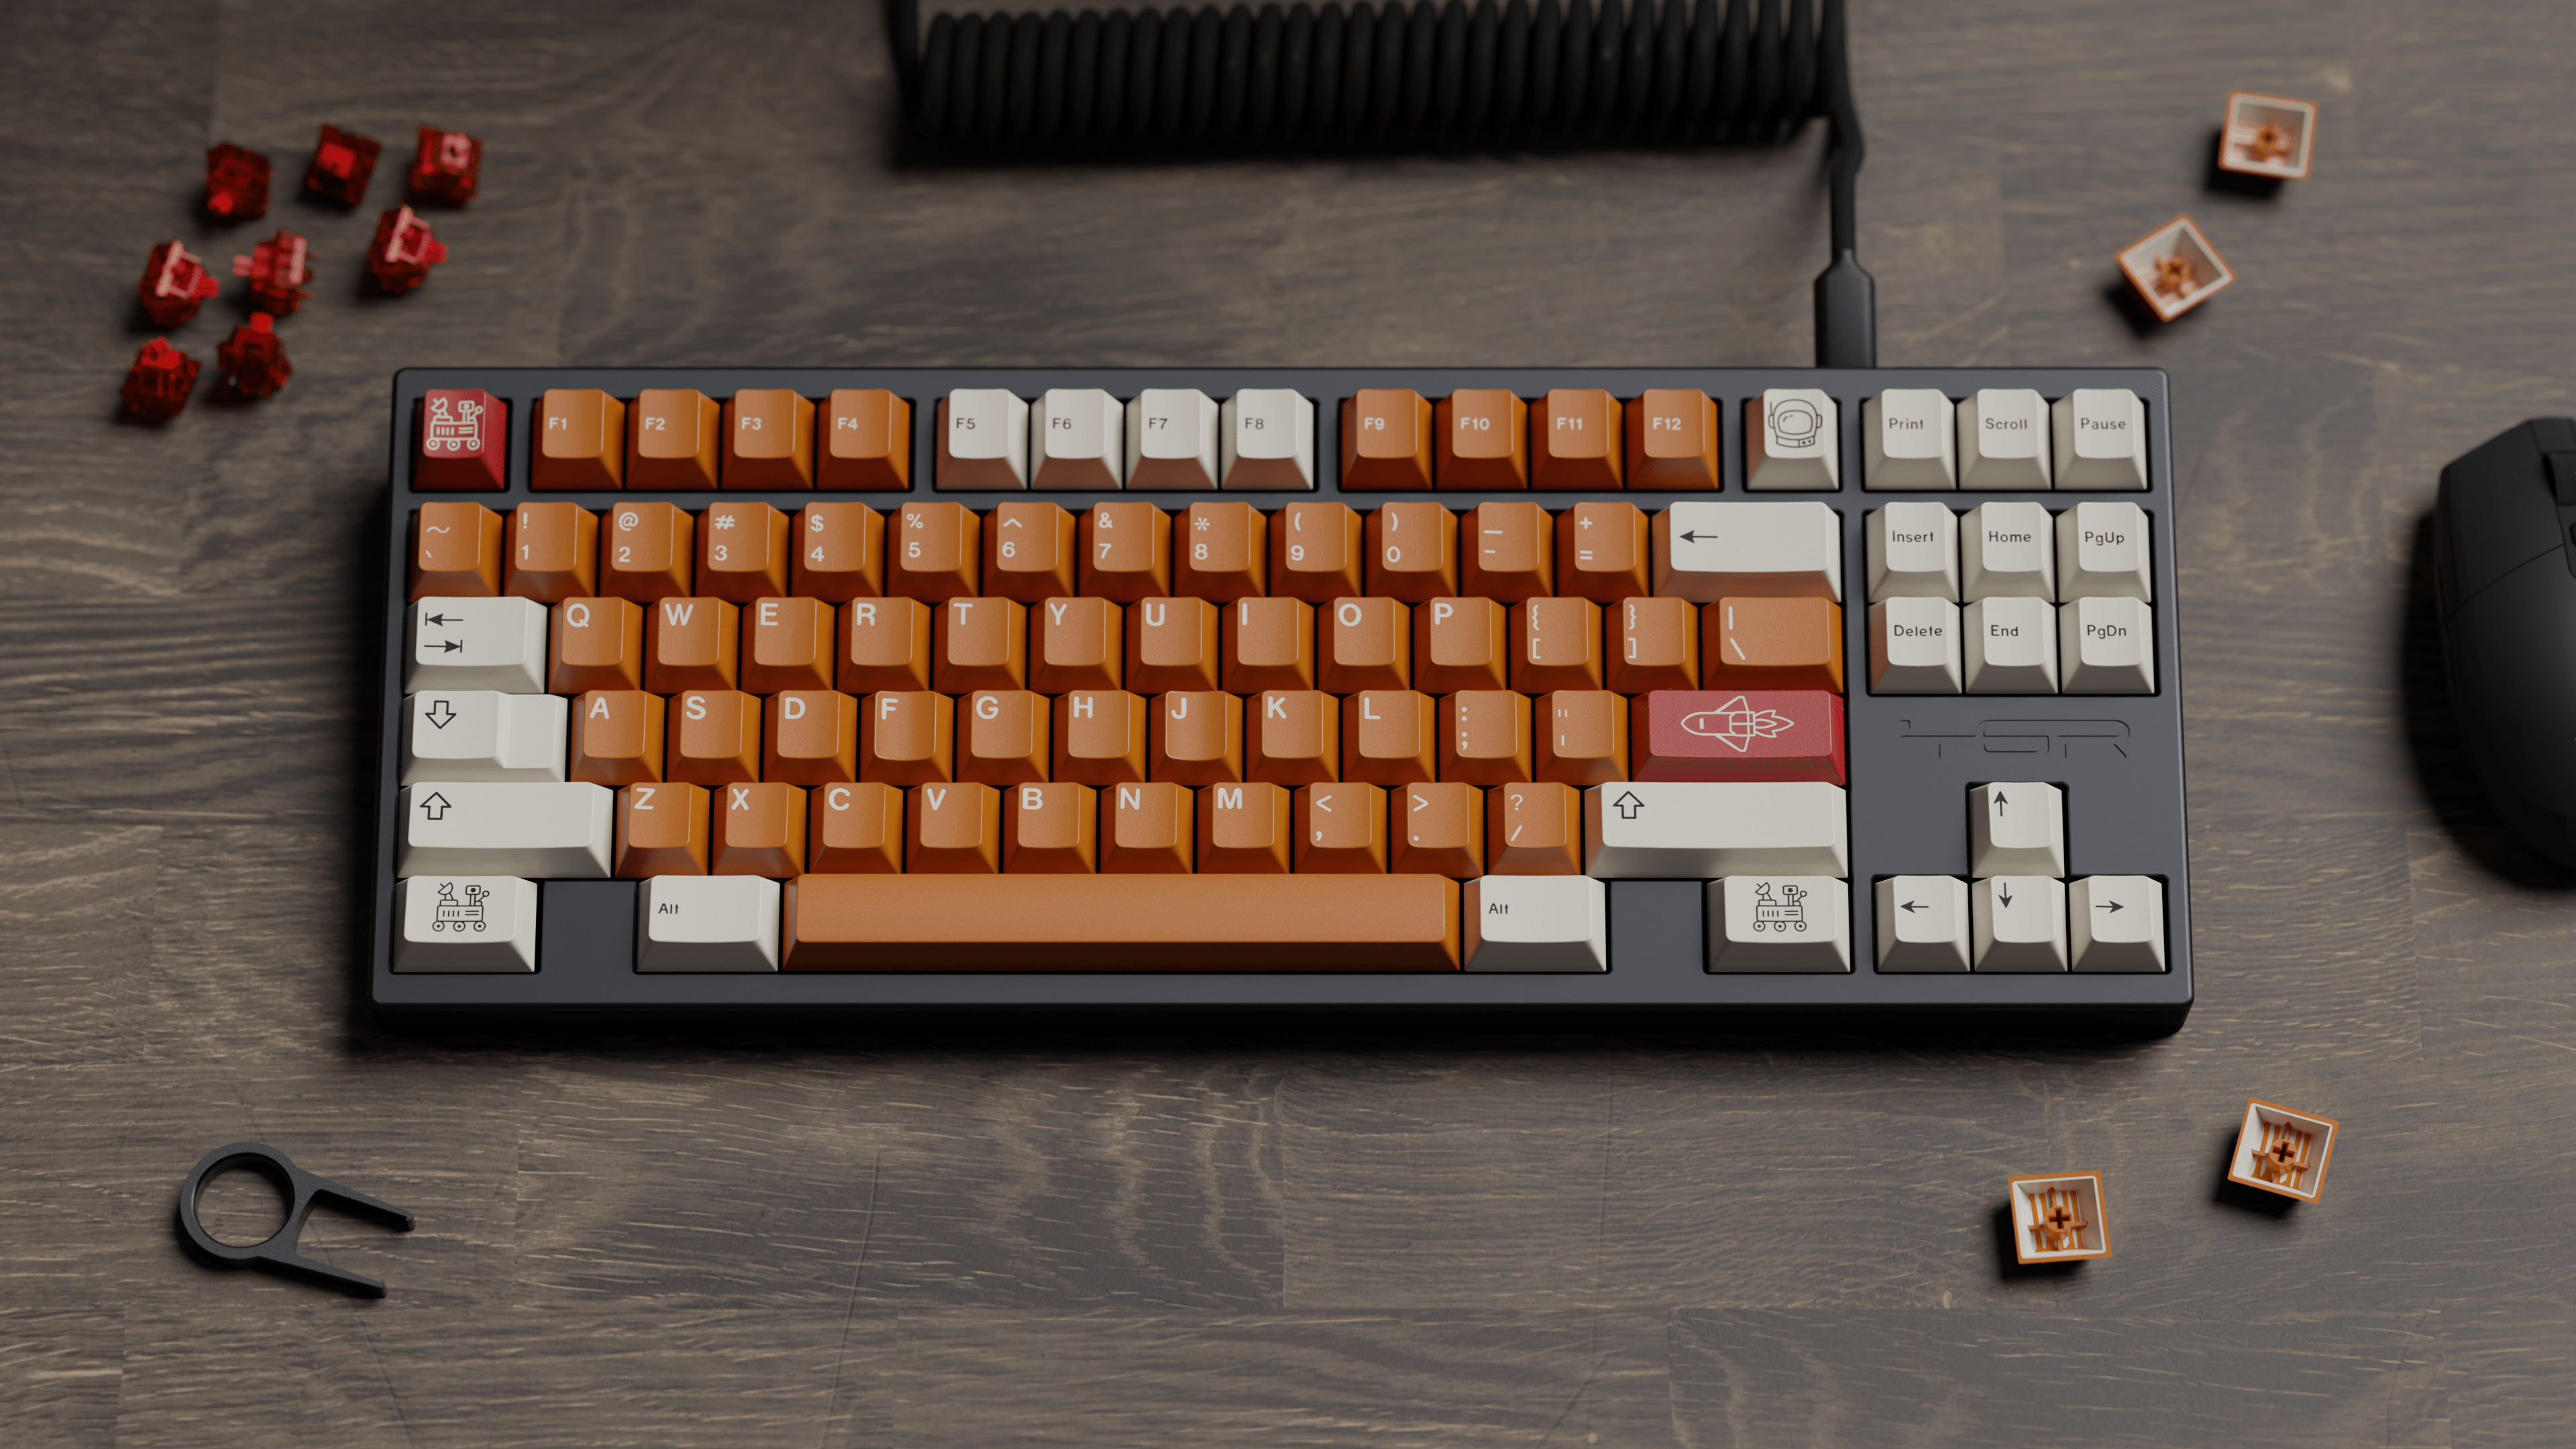 F1 F2 F3 F4 F5 F6 F7 F8 F9 F10 F11 F12 Print Scroll Pause
~ ! @ # $ % ^ & * ( ) _ +
` 1 2 3 4 5 6 7 8 9 0 - =
← Insert Home PgUp
Q W E R T Y U I O P { } |
[ ] \
Delete End PgDn
A S D F G H J K L : "
; '
TSR
Z X C V B N M < > ?
, . /
↑
Alt Alt ← ↓ →